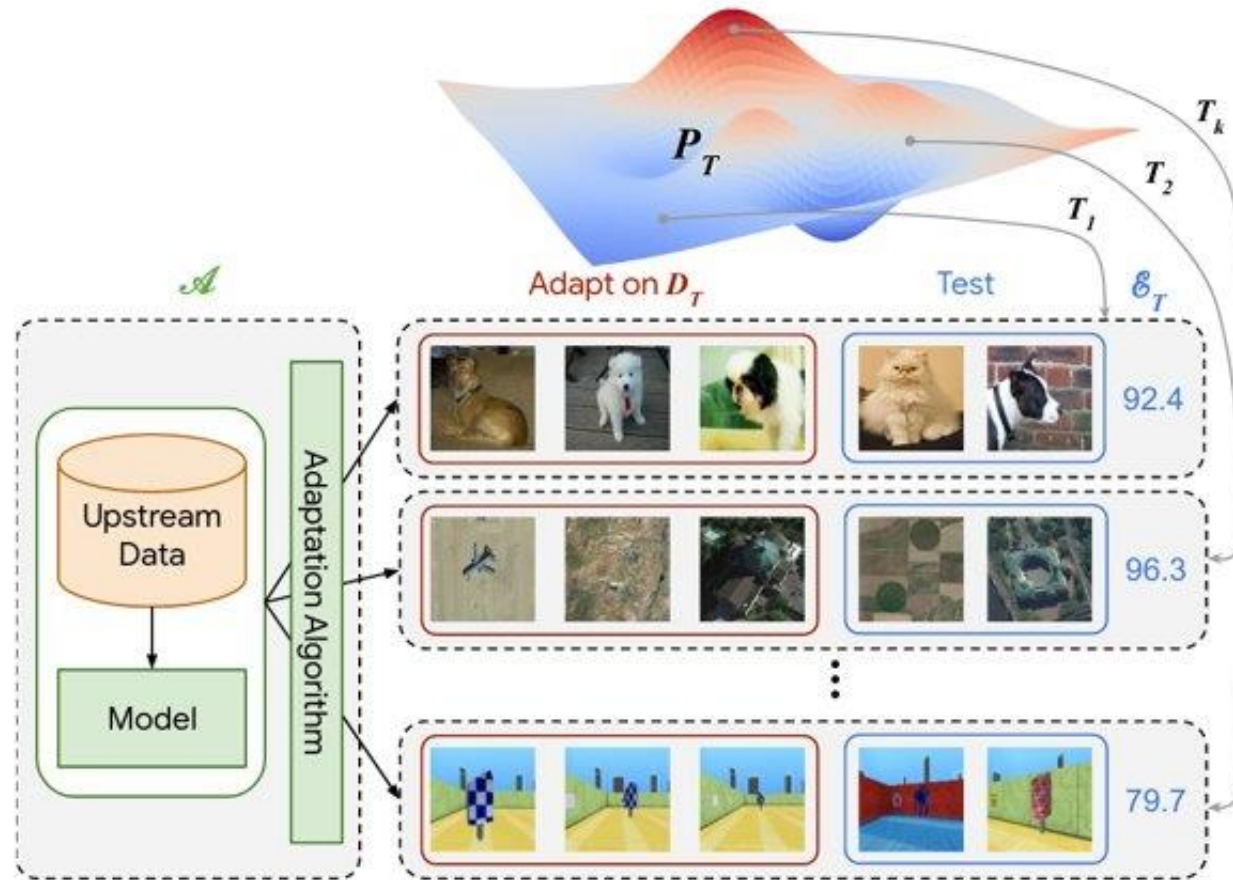 P_T
T_k
T_2
T_1
𝒜
Adapt on D_T
Test
ℰ_T
Upstream
Data
Model
Adaptation Algorithm
92.4
96.3
⋮
79.7